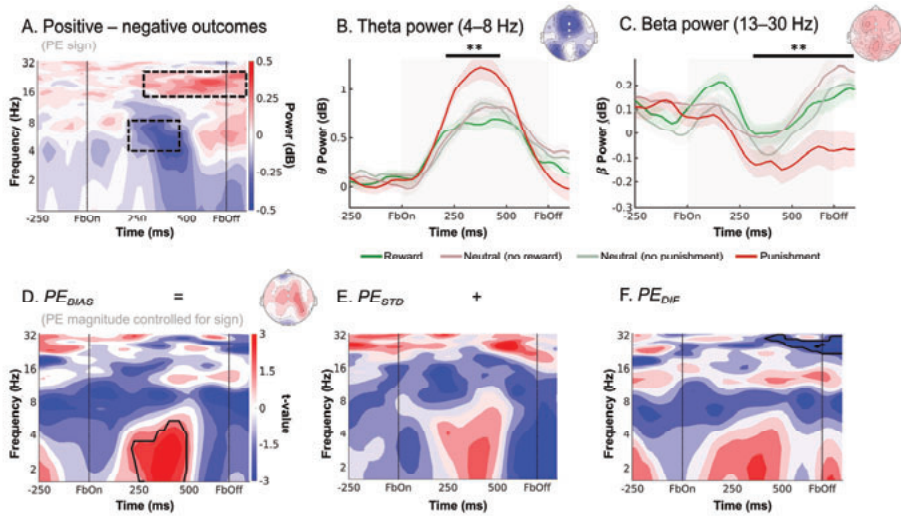 A. Positive – negative outcomes
(PE sign)
Frequency (Hz)
32
16
8
4
-250
FbOn
250
500
FbOff
Time (ms)
0.5
0.25
0
-0.25
-0.5
Power (dB)
B. Theta power (4–8 Hz)
**
θ Power (dB)
1
0.5
0
-250
FbOn
250
500
FbOff
Time (ms)
C. Beta power (13–30 Hz)
**
β Power (dB)
0.2
0.1
0
-0.1
-0.2
-0.3
-250
FbOn
250
500
FbOff
Time (ms)
Reward
Neutral (no reward)
Neutral (no punishment)
Punishment
D. PE BIAS =
(PE magnitude controlled for sign)
Frequency (Hz)
32
16
8
4
2
-250
FbOn
250
500
FbOff
Time (ms)
3
1.5
0
-1.5
-3
t-value
E. PE STD +
Frequency (Hz)
32
16
8
4
2
-250
FbOn
250
500
FbOff
Time (ms)
F. PE DIF
Frequency (Hz)
32
16
8
4
2
-250
FbOn
250
500
FbOff
Time (ms)